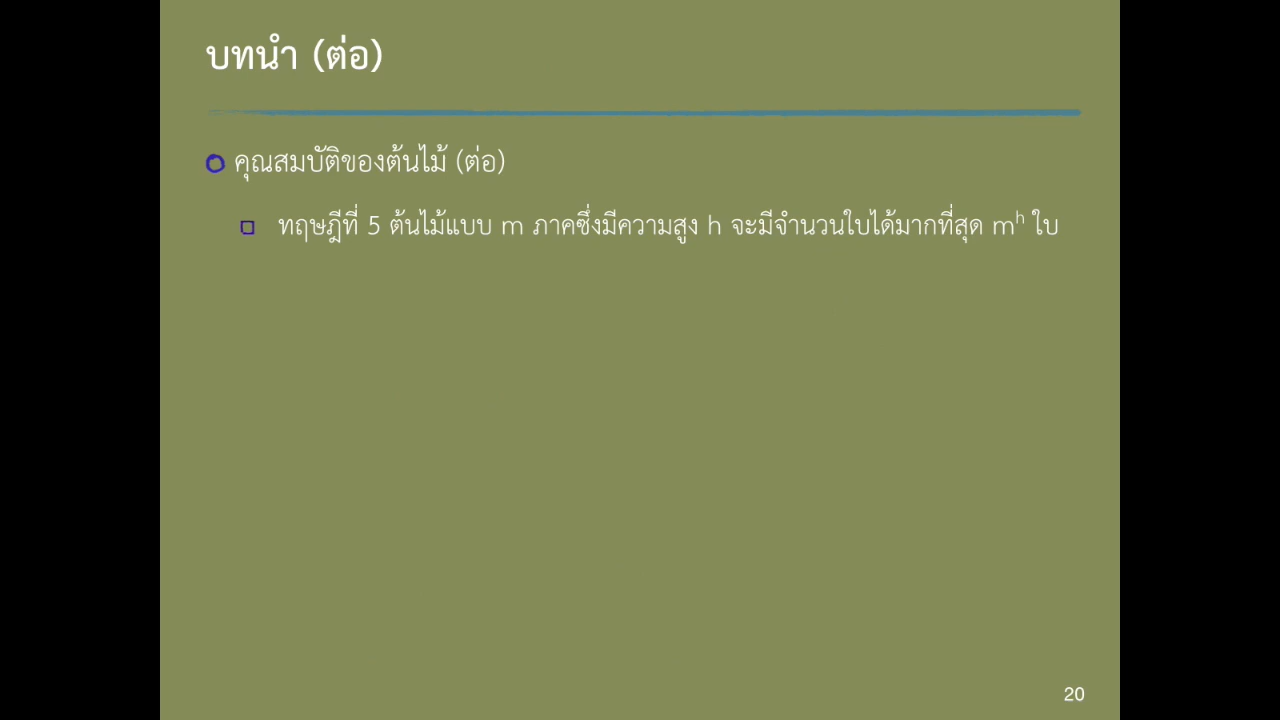 บทนำ (ต่อ)
คุณสมบัติของต้นไม้ (ต่อ)
ทฤษฎีที่ 5 ต้นไม้แบบ m ภาคซึ่งมีความสูง h จะมีจำนวนใบได้มากที่สุด mʰ ใบ
20